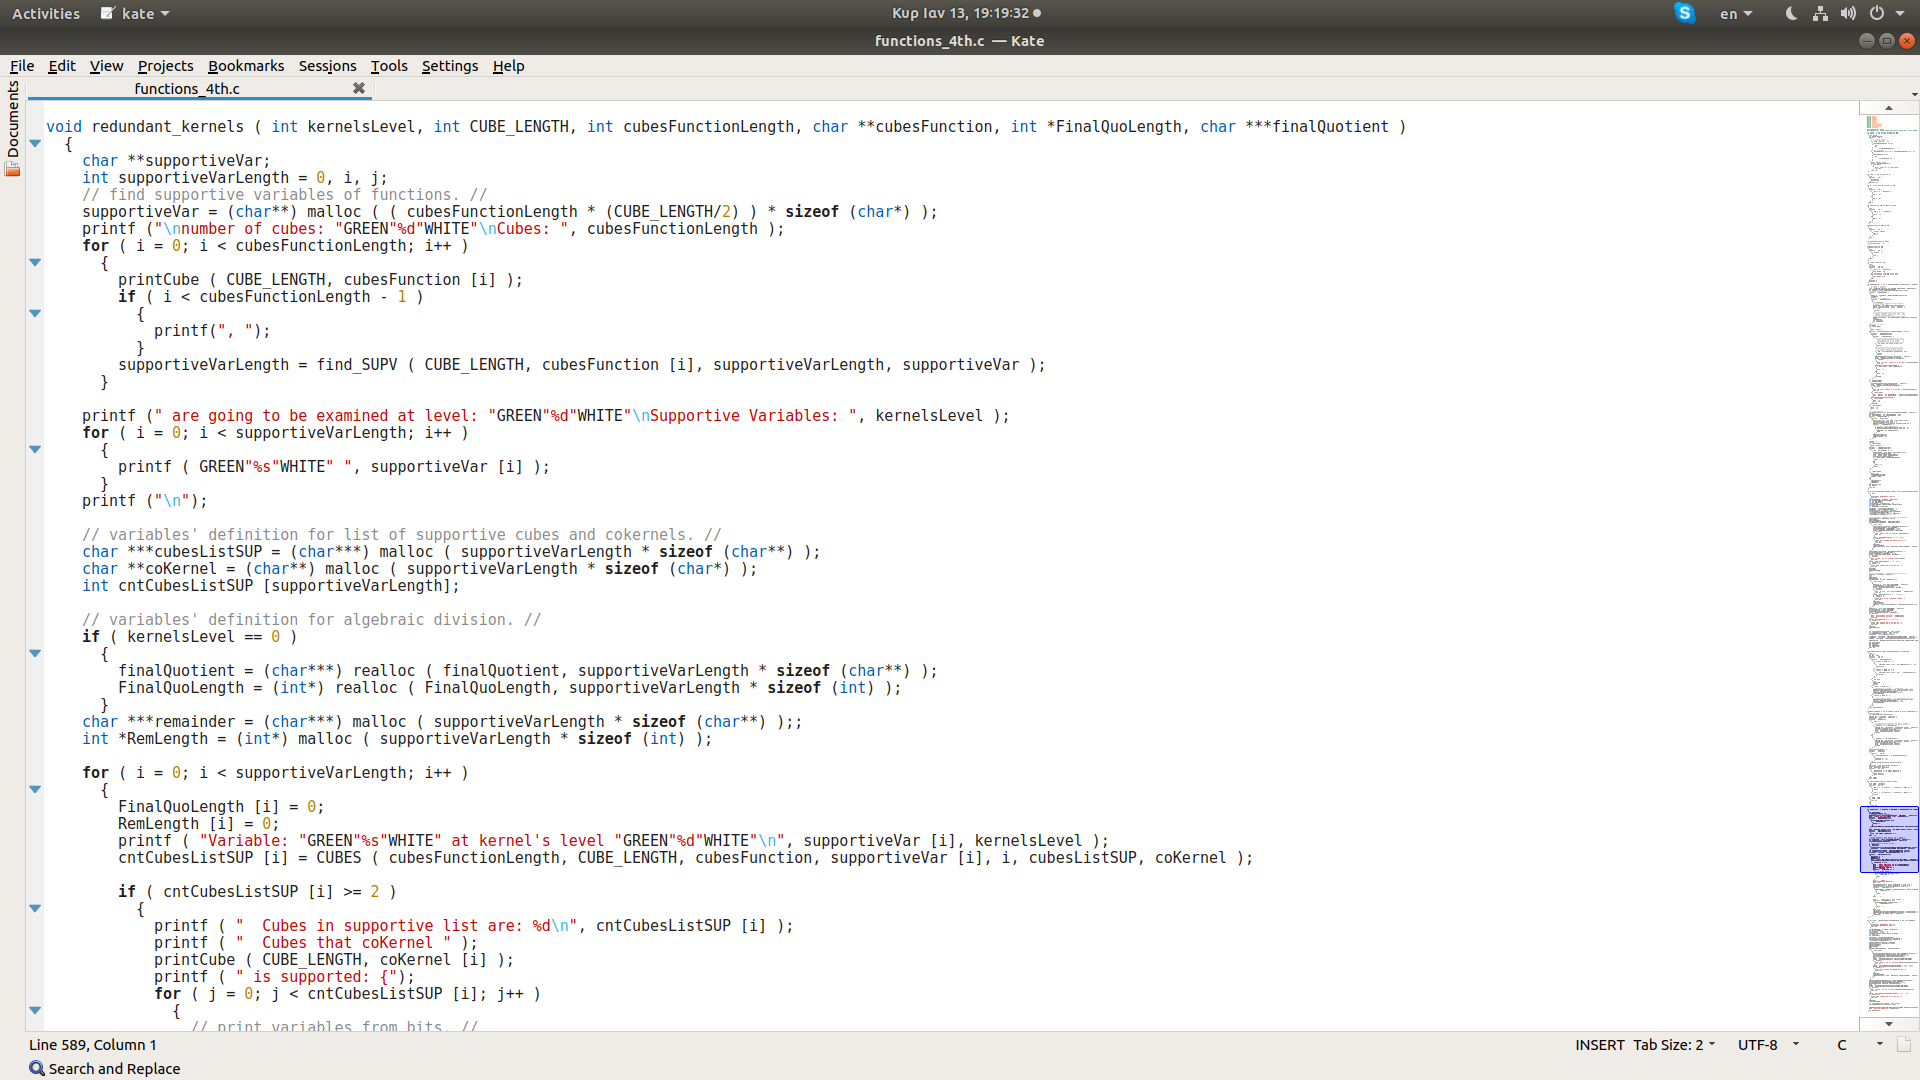 Activities kate Κυρ Ιαν 13, 19:19:32 en
functions_4th.c — Kate
File Edit View Projects Bookmarks Sessions Tools Settings Help
functions_4th.c
Documents
void redundant_kernels ( int kernelsLevel, int CUBE_LENGTH, int cubesFunctionLength, char **cubesFunction, int *FinalQuoLength, char ***finalQuotient )
{
char **supportiveVar;
int supportiveVarLength = 0, i, j;
// find supportive variables of functions. //
supportiveVar = (char**) malloc ( ( cubesFunctionLength * (CUBE_LENGTH/2) ) * sizeof (char*) );
printf ("\nnumber of cubes: "GREEN"%d"WHITE"\nCubes: ", cubesFunctionLength );
for ( i = 0; i < cubesFunctionLength; i++ )
{
printCube ( CUBE_LENGTH, cubesFunction [i] );
if ( i < cubesFunctionLength - 1 )
{
printf(", ");
}
supportiveVarLength = find_SUPV ( CUBE_LENGTH, cubesFunction [i], supportiveVarLength, supportiveVar );
}
printf (" are going to be examined at level: "GREEN"%d"WHITE"\nSupportive Variables: ", kernelsLevel );
for ( i = 0; i < supportiveVarLength; i++ )
{
printf ( GREEN"%s"WHITE" ", supportiveVar [i] );
}
printf ("\n");
// variables' definition for list of supportive cubes and cokernels. //
char ***cubesListSUP = (char***) malloc ( supportiveVarLength * sizeof (char**) );
char **coKernel = (char**) malloc ( supportiveVarLength * sizeof (char*) );
int cntCubesListSUP [supportiveVarLength];
// variables' definition for algebraic division. //
if ( kernelsLevel == 0 )
{
finalQuotient = (char***) realloc ( finalQuotient, supportiveVarLength * sizeof (char**) );
FinalQuoLength = (int*) realloc ( FinalQuoLength, supportiveVarLength * sizeof (int) );
}
char ***remainder = (char***) malloc ( supportiveVarLength * sizeof (char**) );;
int *RemLength = (int*) malloc ( supportiveVarLength * sizeof (int) );
for ( i = 0; i < supportiveVarLength; i++ )
{
FinalQuoLength [i] = 0;
RemLength [i] = 0;
printf ( "Variable: "GREEN"%s"WHITE" at kernel's level "GREEN"%d"WHITE"\n", supportiveVar [i], kernelsLevel );
cntCubesListSUP [i] = CUBES ( cubesFunctionLength, CUBE_LENGTH, cubesFunction, supportiveVar [i], i, cubesListSUP, coKernel );
if ( cntCubesListSUP [i] >= 2 )
{
printf ( "  Cubes in supportive list are: %d\n", cntCubesListSUP [i] );
printf ( "  Cubes that coKernel " );
printCube ( CUBE_LENGTH, coKernel [i] );
printf ( " is supported: {");
for ( j = 0; j < cntCubesListSUP [i]; j++ )
{
// print variables from bits. //
Line 589, Column 1 INSERT Tab Size: 2 UTF-8 C
Search and Replace